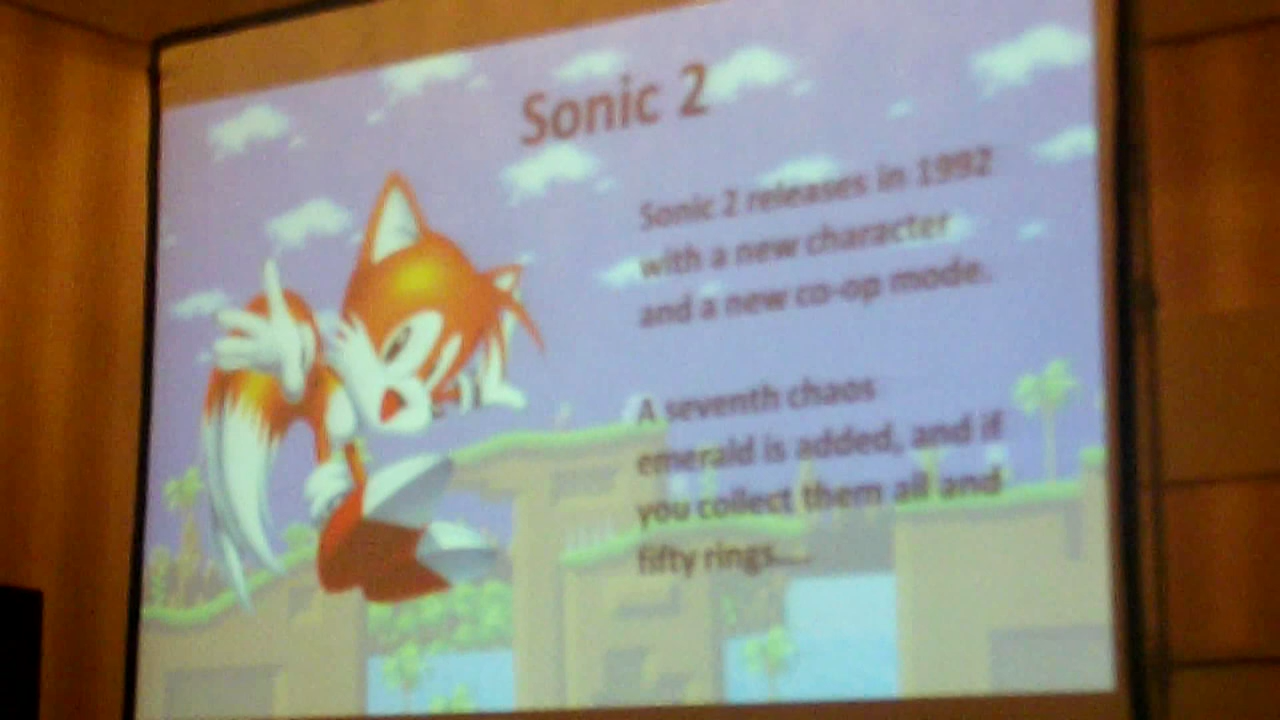 Sonic 2
Sonic 2 releases in 1992
with a new character
and a new co-op mode.
A seventh chaos
emerald is added, and if
you collect them all and
fifty rings....